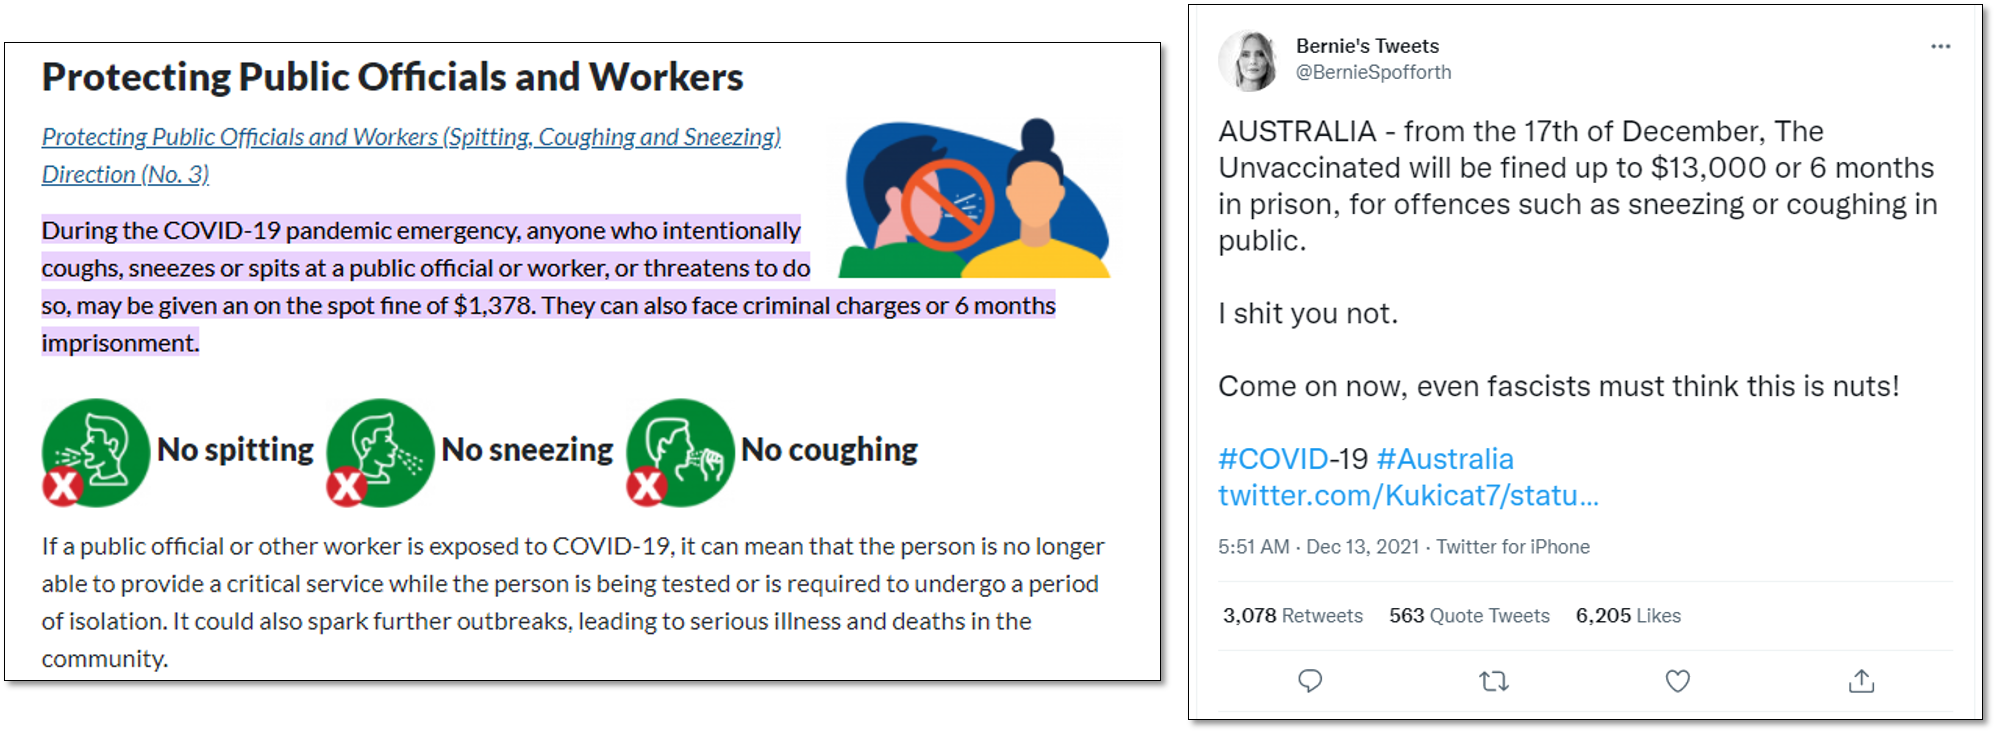 Protecting Public Officials and Workers
Protecting Public Officials and Workers (Spitting, Coughing and Sneezing)
Direction (No. 3)
During the COVID-19 pandemic emergency, anyone who intentionally
coughs, sneezes or spits at a public official or worker, or threatens to do
so, may be given an on the spot fine of $1,378. They can also face criminal charges or 6 months
imprisonment.
X No spitting X No sneezing X No coughing
If a public official or other worker is exposed to COVID-19, it can mean that the person is no longer
able to provide a critical service while the person is being tested or is required to undergo a period
of isolation. It could also spark further outbreaks, leading to serious illness and deaths in the
community.
Bernie's Tweets
@BernieSpofforth
AUSTRALIA - from the 17th of December, The
Unvaccinated will be fined up to $13,000 or 6 months
in prison, for offences such as sneezing or coughing in
public.
I shit you not.
Come on now, even fascists must think this is nuts!
#COVID-19 #Australia
twitter.com/Kukicat7/statu...
5:51 AM · Dec 13, 2021 · Twitter for iPhone
3,078 Retweets 563 Quote Tweets 6,205 Likes